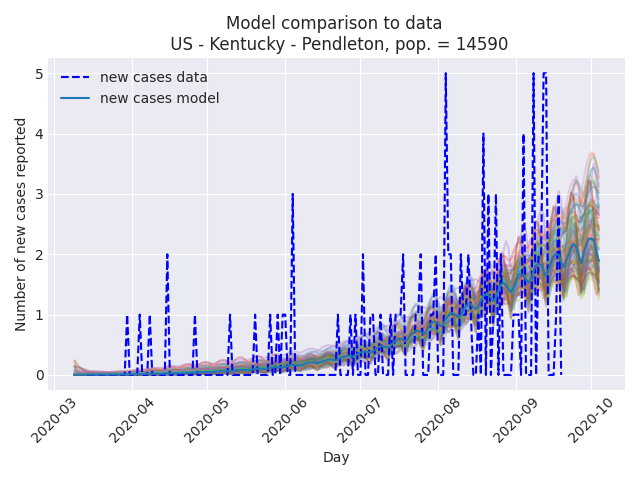 Model comparison to data
US - Kentucky - Pendleton, pop. = 14590
new cases data
new cases model
Number of new cases reported
5
4
3
2
1
0
2020-03
2020-04
2020-05
2020-06
2020-07
2020-08
2020-09
2020-10
Day